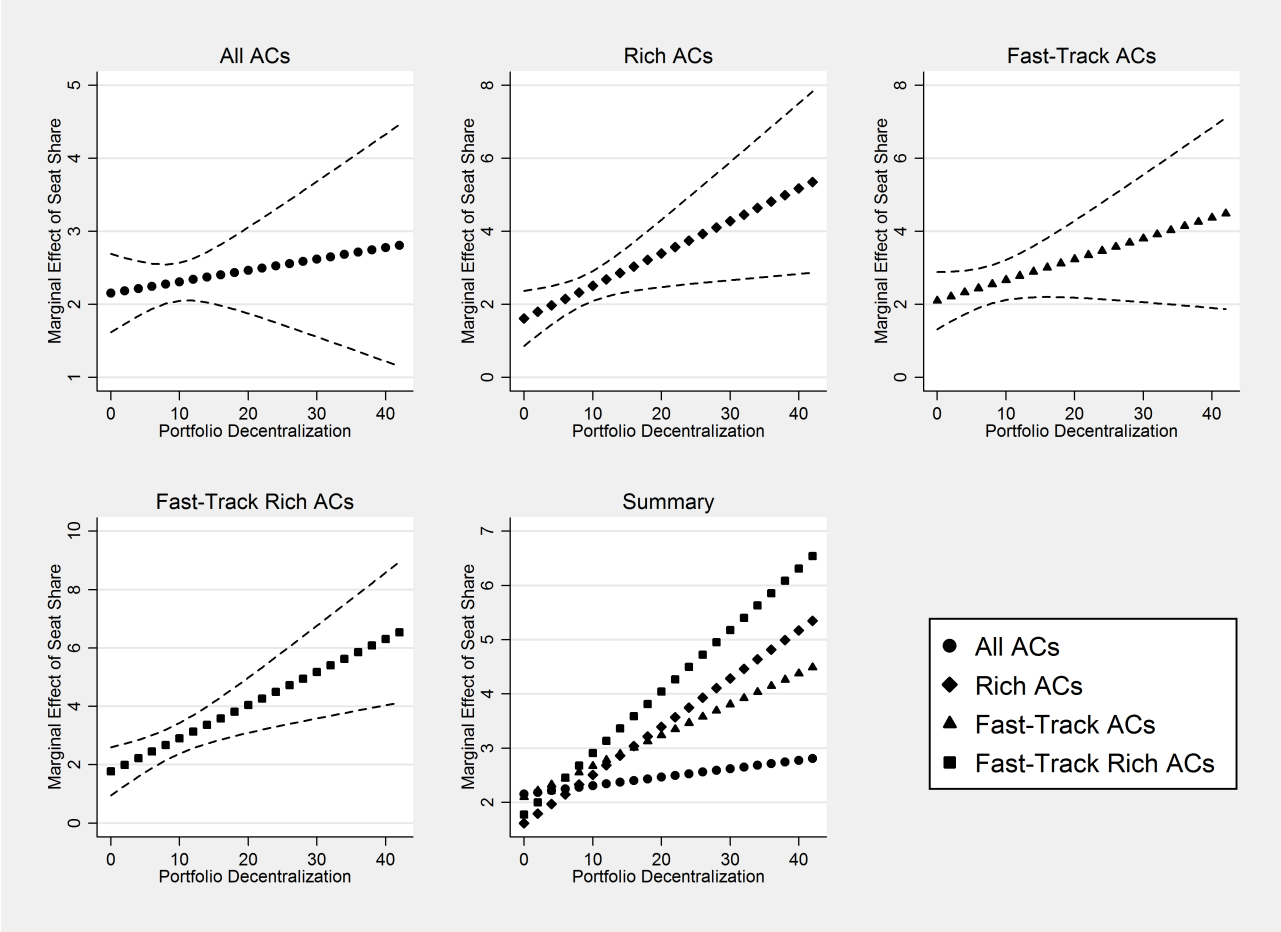 All ACs
Marginal Effect of Seat Share
5
4
3
2
1
0 10 20 30 40
Portfolio Decentralization
Rich ACs
Marginal Effect of Seat Share
8
6
4
2
0
0 10 20 30 40
Portfolio Decentralization
Fast-Track ACs
Marginal Effect of Seat Share
8
6
4
2
0
0 10 20 30 40
Portfolio Decentralization
Fast-Track Rich ACs
Marginal Effect of Seat Share
10
8
6
4
2
0
0 10 20 30 40
Portfolio Decentralization
Summary
Marginal Effect of Seat Share
7
6
5
4
3
2
0 10 20 30 40
Portfolio Decentralization
All ACs
Rich ACs
Fast-Track ACs
Fast-Track Rich ACs